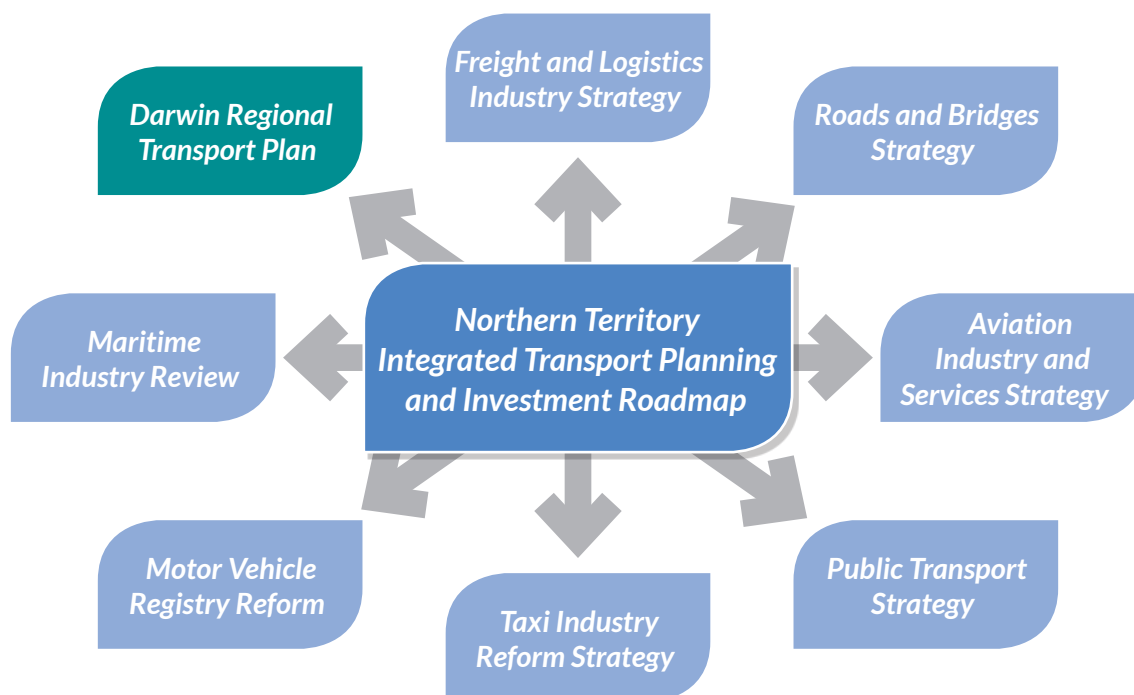 Freight and Logistics
Industry Strategy
Darwin Regional
Transport Plan
Roads and Bridges
Strategy
Northern Territory
Integrated Transport Planning
and Investment Roadmap
Maritime
Industry Review
Aviation
Industry and
Services Strategy
Motor Vehicle
Registry Reform
Public Transport
Strategy
Taxi Industry
Reform Strategy